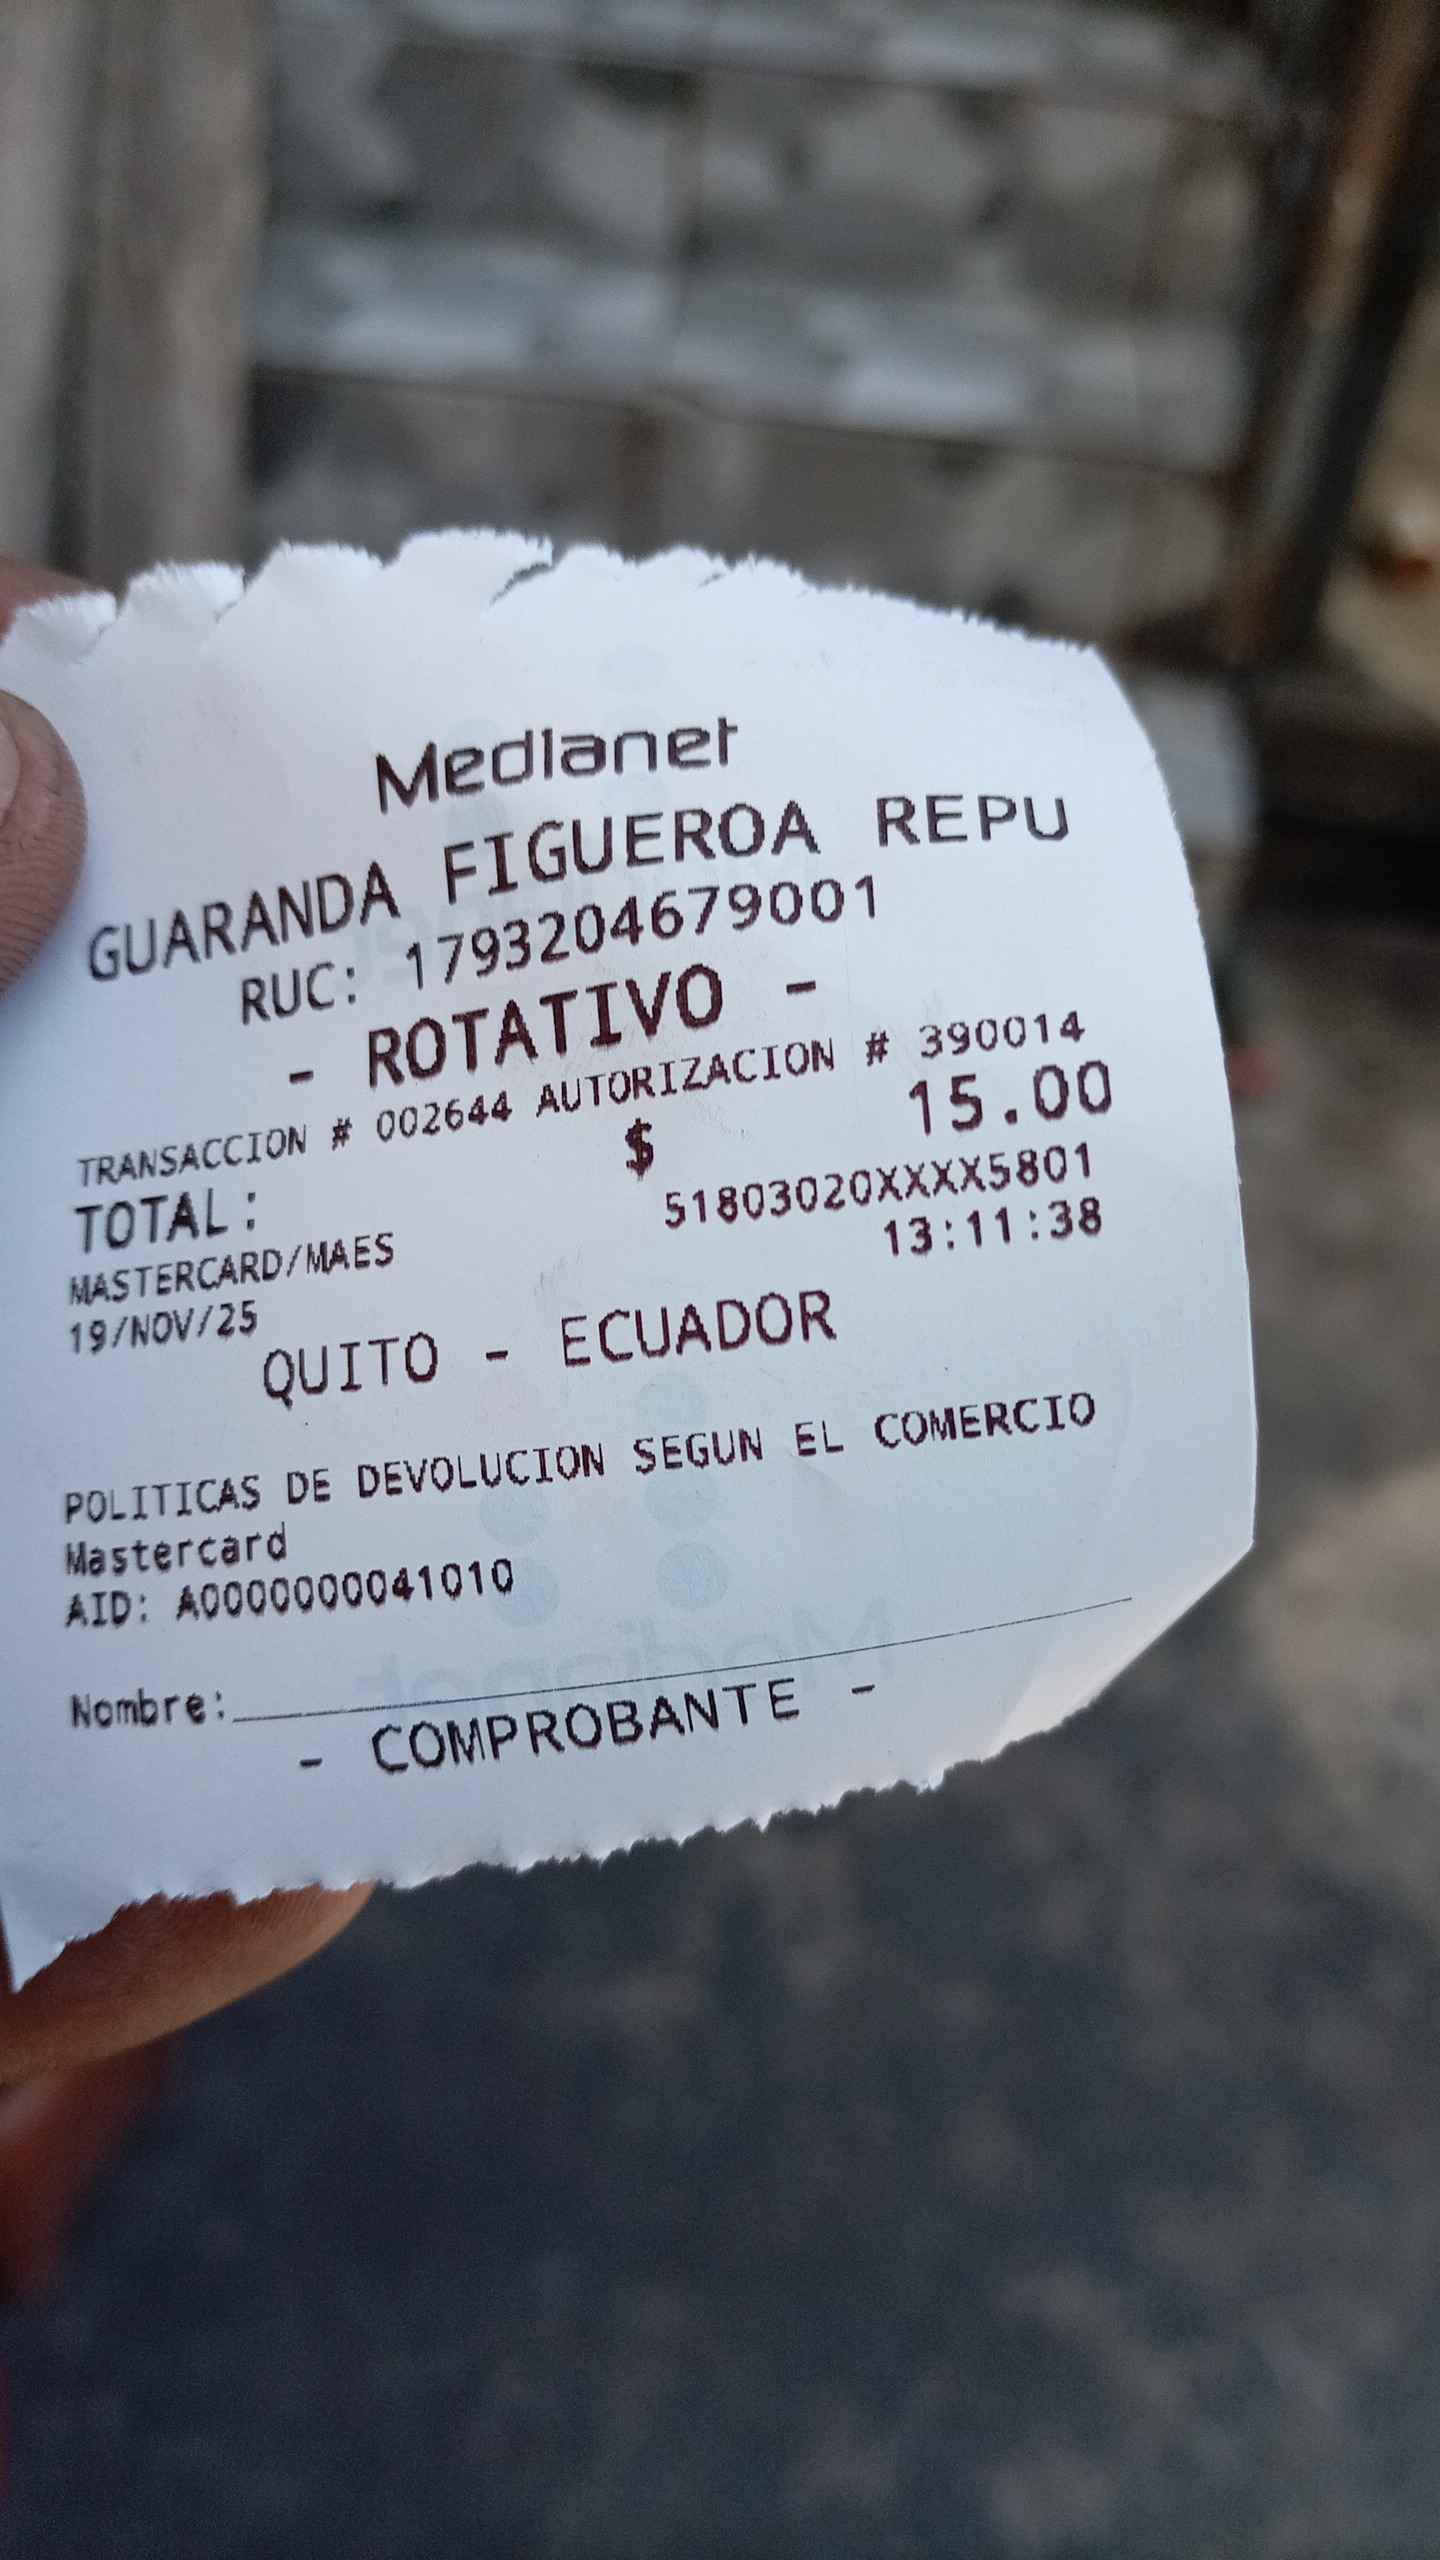 Medianet
GUARANDA FIGUEROA REPU
RUC: 1793204679001
- ROTATIVO -
TRANSACCION # 002644 AUTORIZACION # 390014
TOTAL: $ 15.00
MASTERCARD/MAES 51803020XXXX5801
19/NOV/25 13:11:38
QUITO - ECUADOR
POLITICAS DE DEVOLUCION SEGUN EL COMERCIO
Mastercard
AID: A0000000041010
Nombre:
- COMPROBANTE -